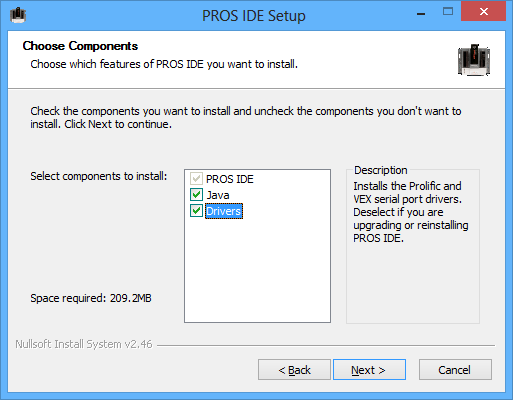 PROS IDE Setup
Choose Components
Choose which features of PROS IDE you want to install.
Check the components you want to install and uncheck the components you don't want to
install. Click Next to continue.
Select components to install:
PROS IDE
Java
Drivers
Description
Installs the Prolific and
VEX serial port drivers.
Deselect if you are
upgrading or reinstalling
PROS IDE.
Space required: 209.2MB
Nullsoft Install System v2.46
< Back
Next >
Cancel